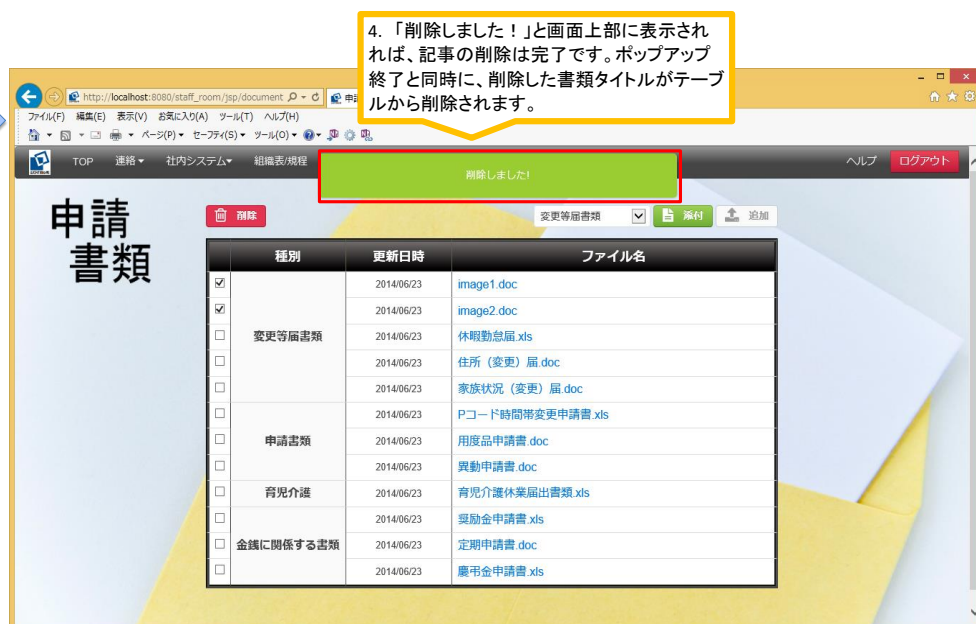 4. 「削除しました！」と画面上部に表示され
れば、記事の削除は完了です。ポップアップ
終了と同時に、削除した書類タイトルがテーブ
ルから削除されます。
http://localhost:8080/staff_room/jsp/document
ファイル(F) 編集(E) 表示(V) お気に入り(A) ツール(T) ヘルプ(H)
ページ(P) セーフティ(S) ツール(O)
TOP 連絡 社内システム 組織表/規程 ヘルプ ログアウト
削除しました!
申請
書類
削除 変更等届書類 添付 追加
種別 更新日時 ファイル名
2014/06/23 image1.doc
2014/06/23 image2.doc
変更等届書類 2014/06/23 休暇勤怠届.xls
2014/06/23 住所（変更）届.doc
2014/06/23 家族状況（変更）届.doc
2014/06/23 Pコード時間帯変更申請書.xls
申請書類 2014/06/23 用度品申請書.doc
2014/06/23 異動申請書.doc
育児介護 2014/06/23 育児介護休業届出書類.xls
2014/06/23 奨励金申請書.xls
金銭に関係する書類 2014/06/23 定期申請書.doc
2014/06/23 慶弔金申請書.xls